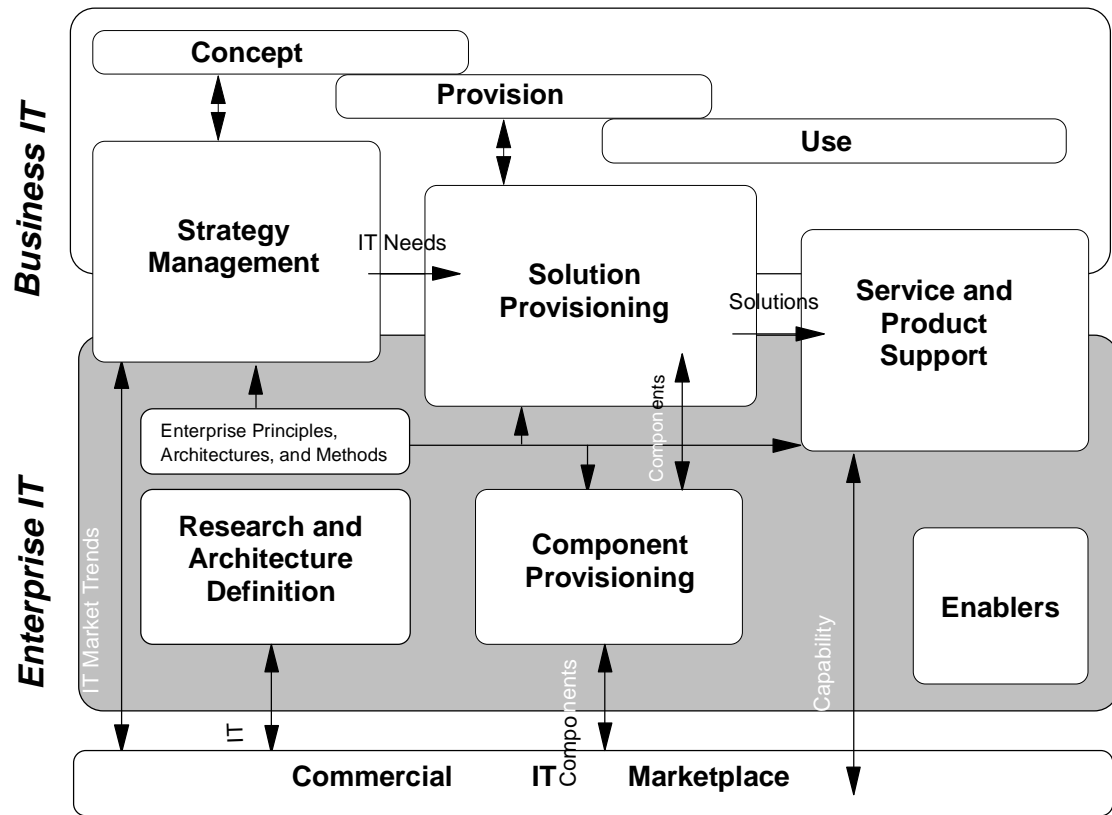 Concept
Provision
Use
Business IT
Strategy
Management
IT Needs
Solution
Provisioning
Solutions
Service and
Product
Support
Enterprise Principles,
Architectures, and Methods
Components
Enterprise IT
IT Market Trends
Research and
Architecture
Definition
Component
Provisioning
Enablers
Capability
IT
Components
Commercial IT Marketplace